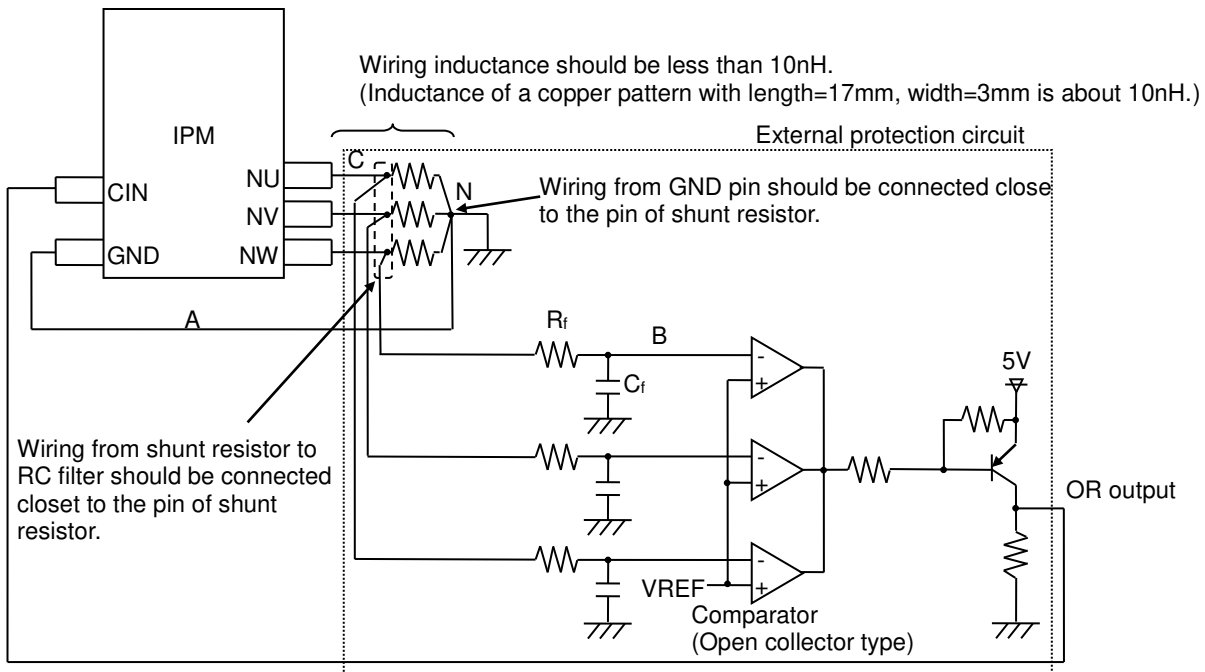 Wiring inductance should be less than 10nH.
(Inductance of a copper pattern with length=17mm, width=3mm is about 10nH.)
IPM
External protection circuit
C
NU
CIN
N
Wiring from GND pin should be connected close
to the pin of shunt resistor.
NV
GND
NW
A
Rf
B
-
+
Cf
5V
Wiring from shunt resistor to
RC filter should be connected
closet to the pin of shunt
resistor.
-
+
OR output
-
+
VREF
Comparator
(Open collector type)